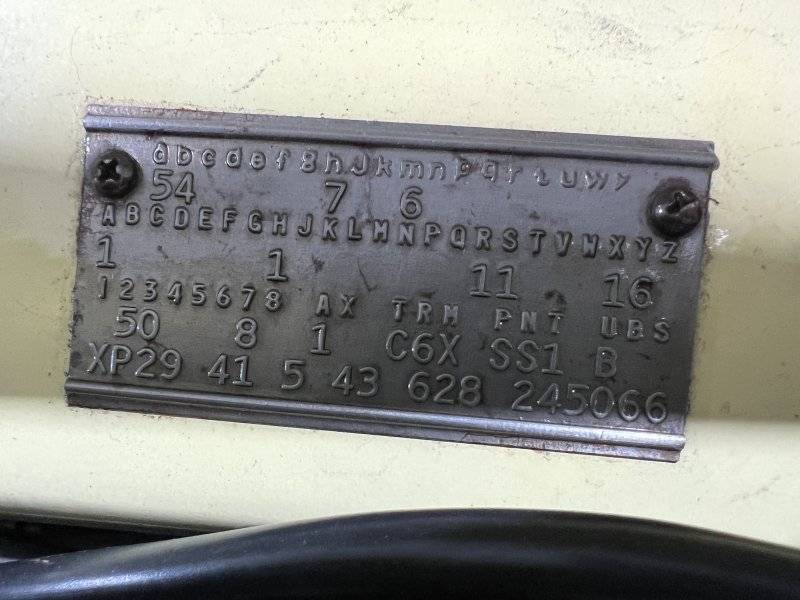 abcdefghJkmnpqrtuwy
54 7 6
ABCDEFGHJKLMNPQRSTVWXYZ
1 1 11 16
12345678 AX TRM PNT UBS
50 8 1 C6X SS1 B
XP29 41 5 43 628 245066